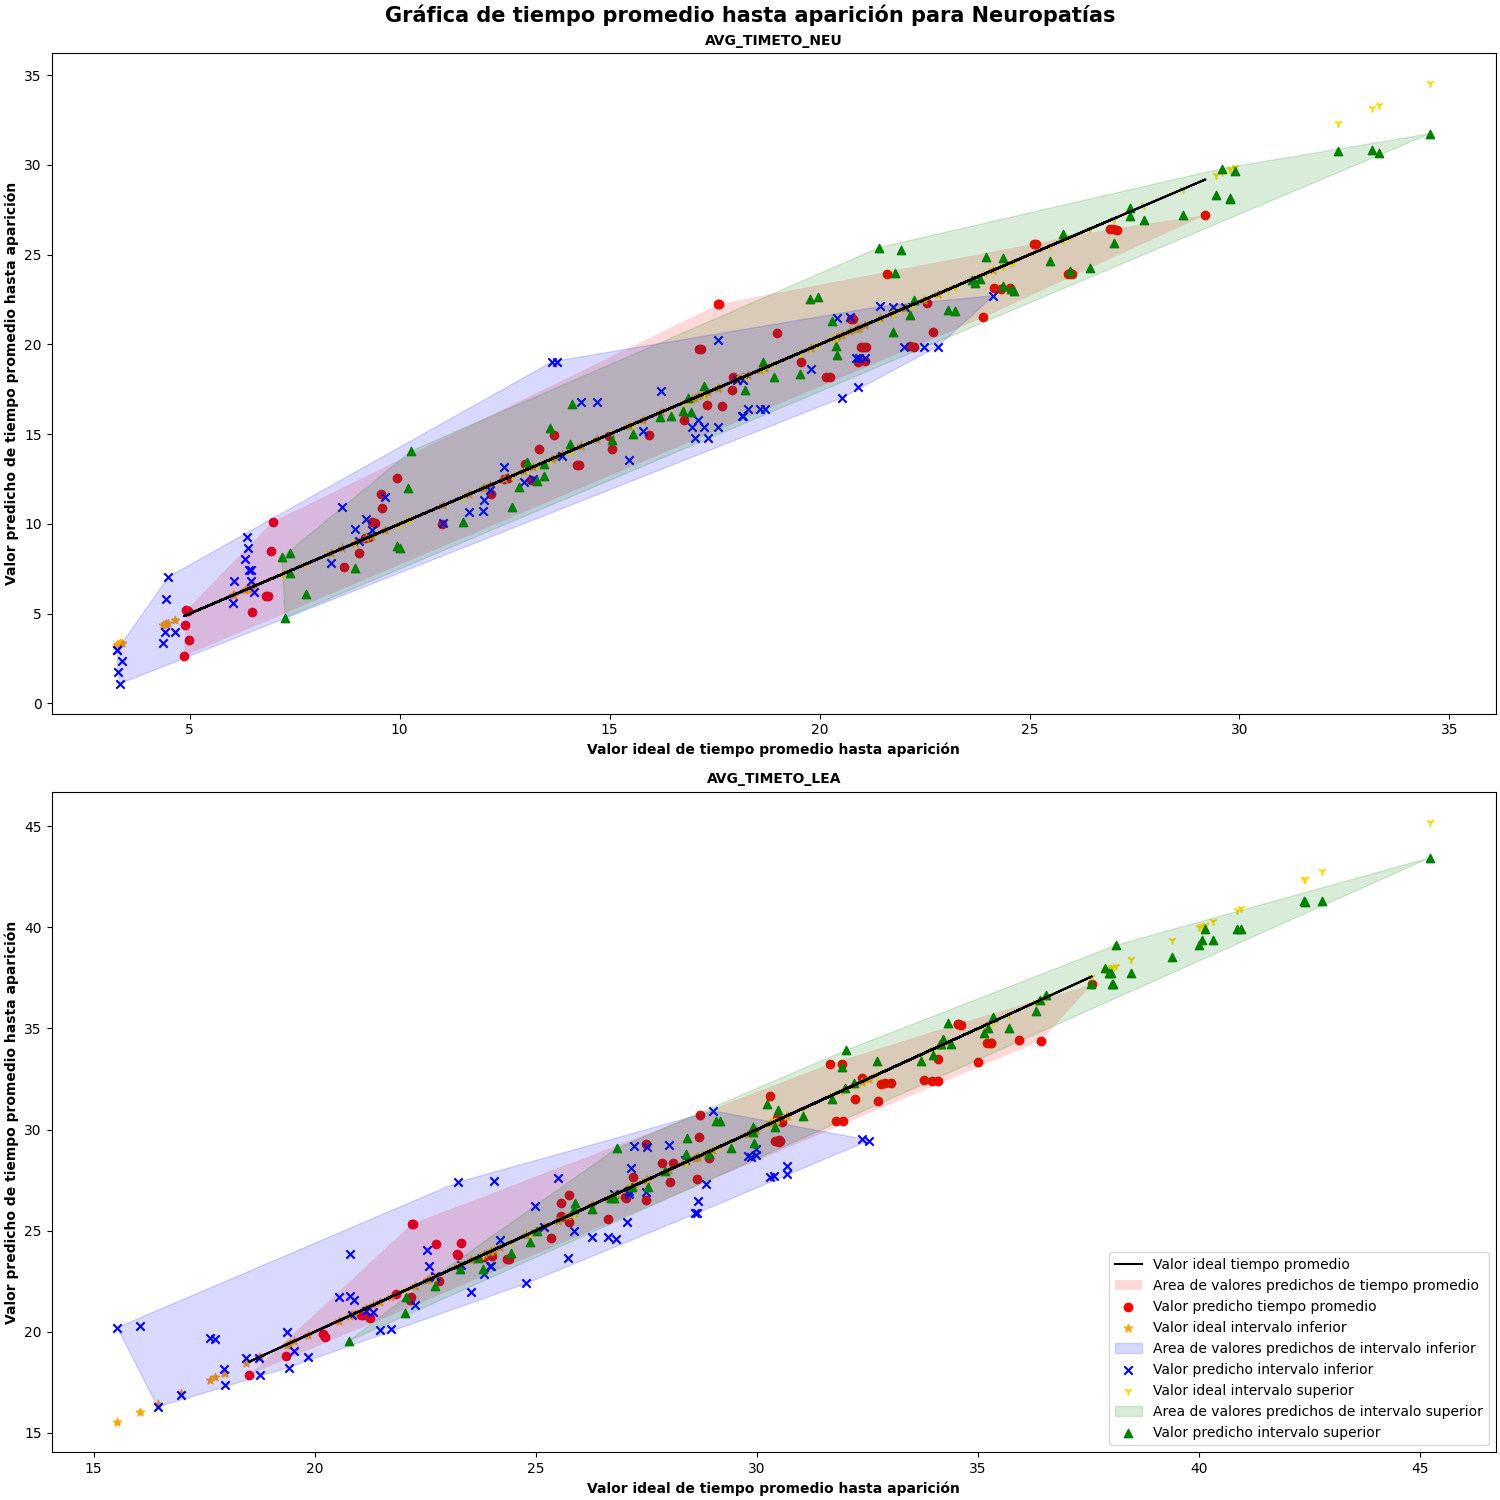 Gráfica de tiempo promedio hasta aparición para Neuropatías
AVG_TIMETO_NEU
Valor predicho de tiempo promedio hasta aparición
35
30
25
20
15
10
5
0
5 10 15 20 25 30 35
Valor ideal de tiempo promedio hasta aparición
AVG_TIMETO_LEA
Valor predicho de tiempo promedio hasta aparición
45
40
35
30
25
20
15
Valor ideal tiempo promedio
Area de valores predichos de tiempo promedio
Valor predicho tiempo promedio
Valor ideal intervalo inferior
Area de valores predichos de intervalo inferior
Valor predicho intervalo inferior
Valor ideal intervalo superior
Area de valores predichos de intervalo superior
Valor predicho intervalo superior
15 20 25 30 35 40 45
Valor ideal de tiempo promedio hasta aparición